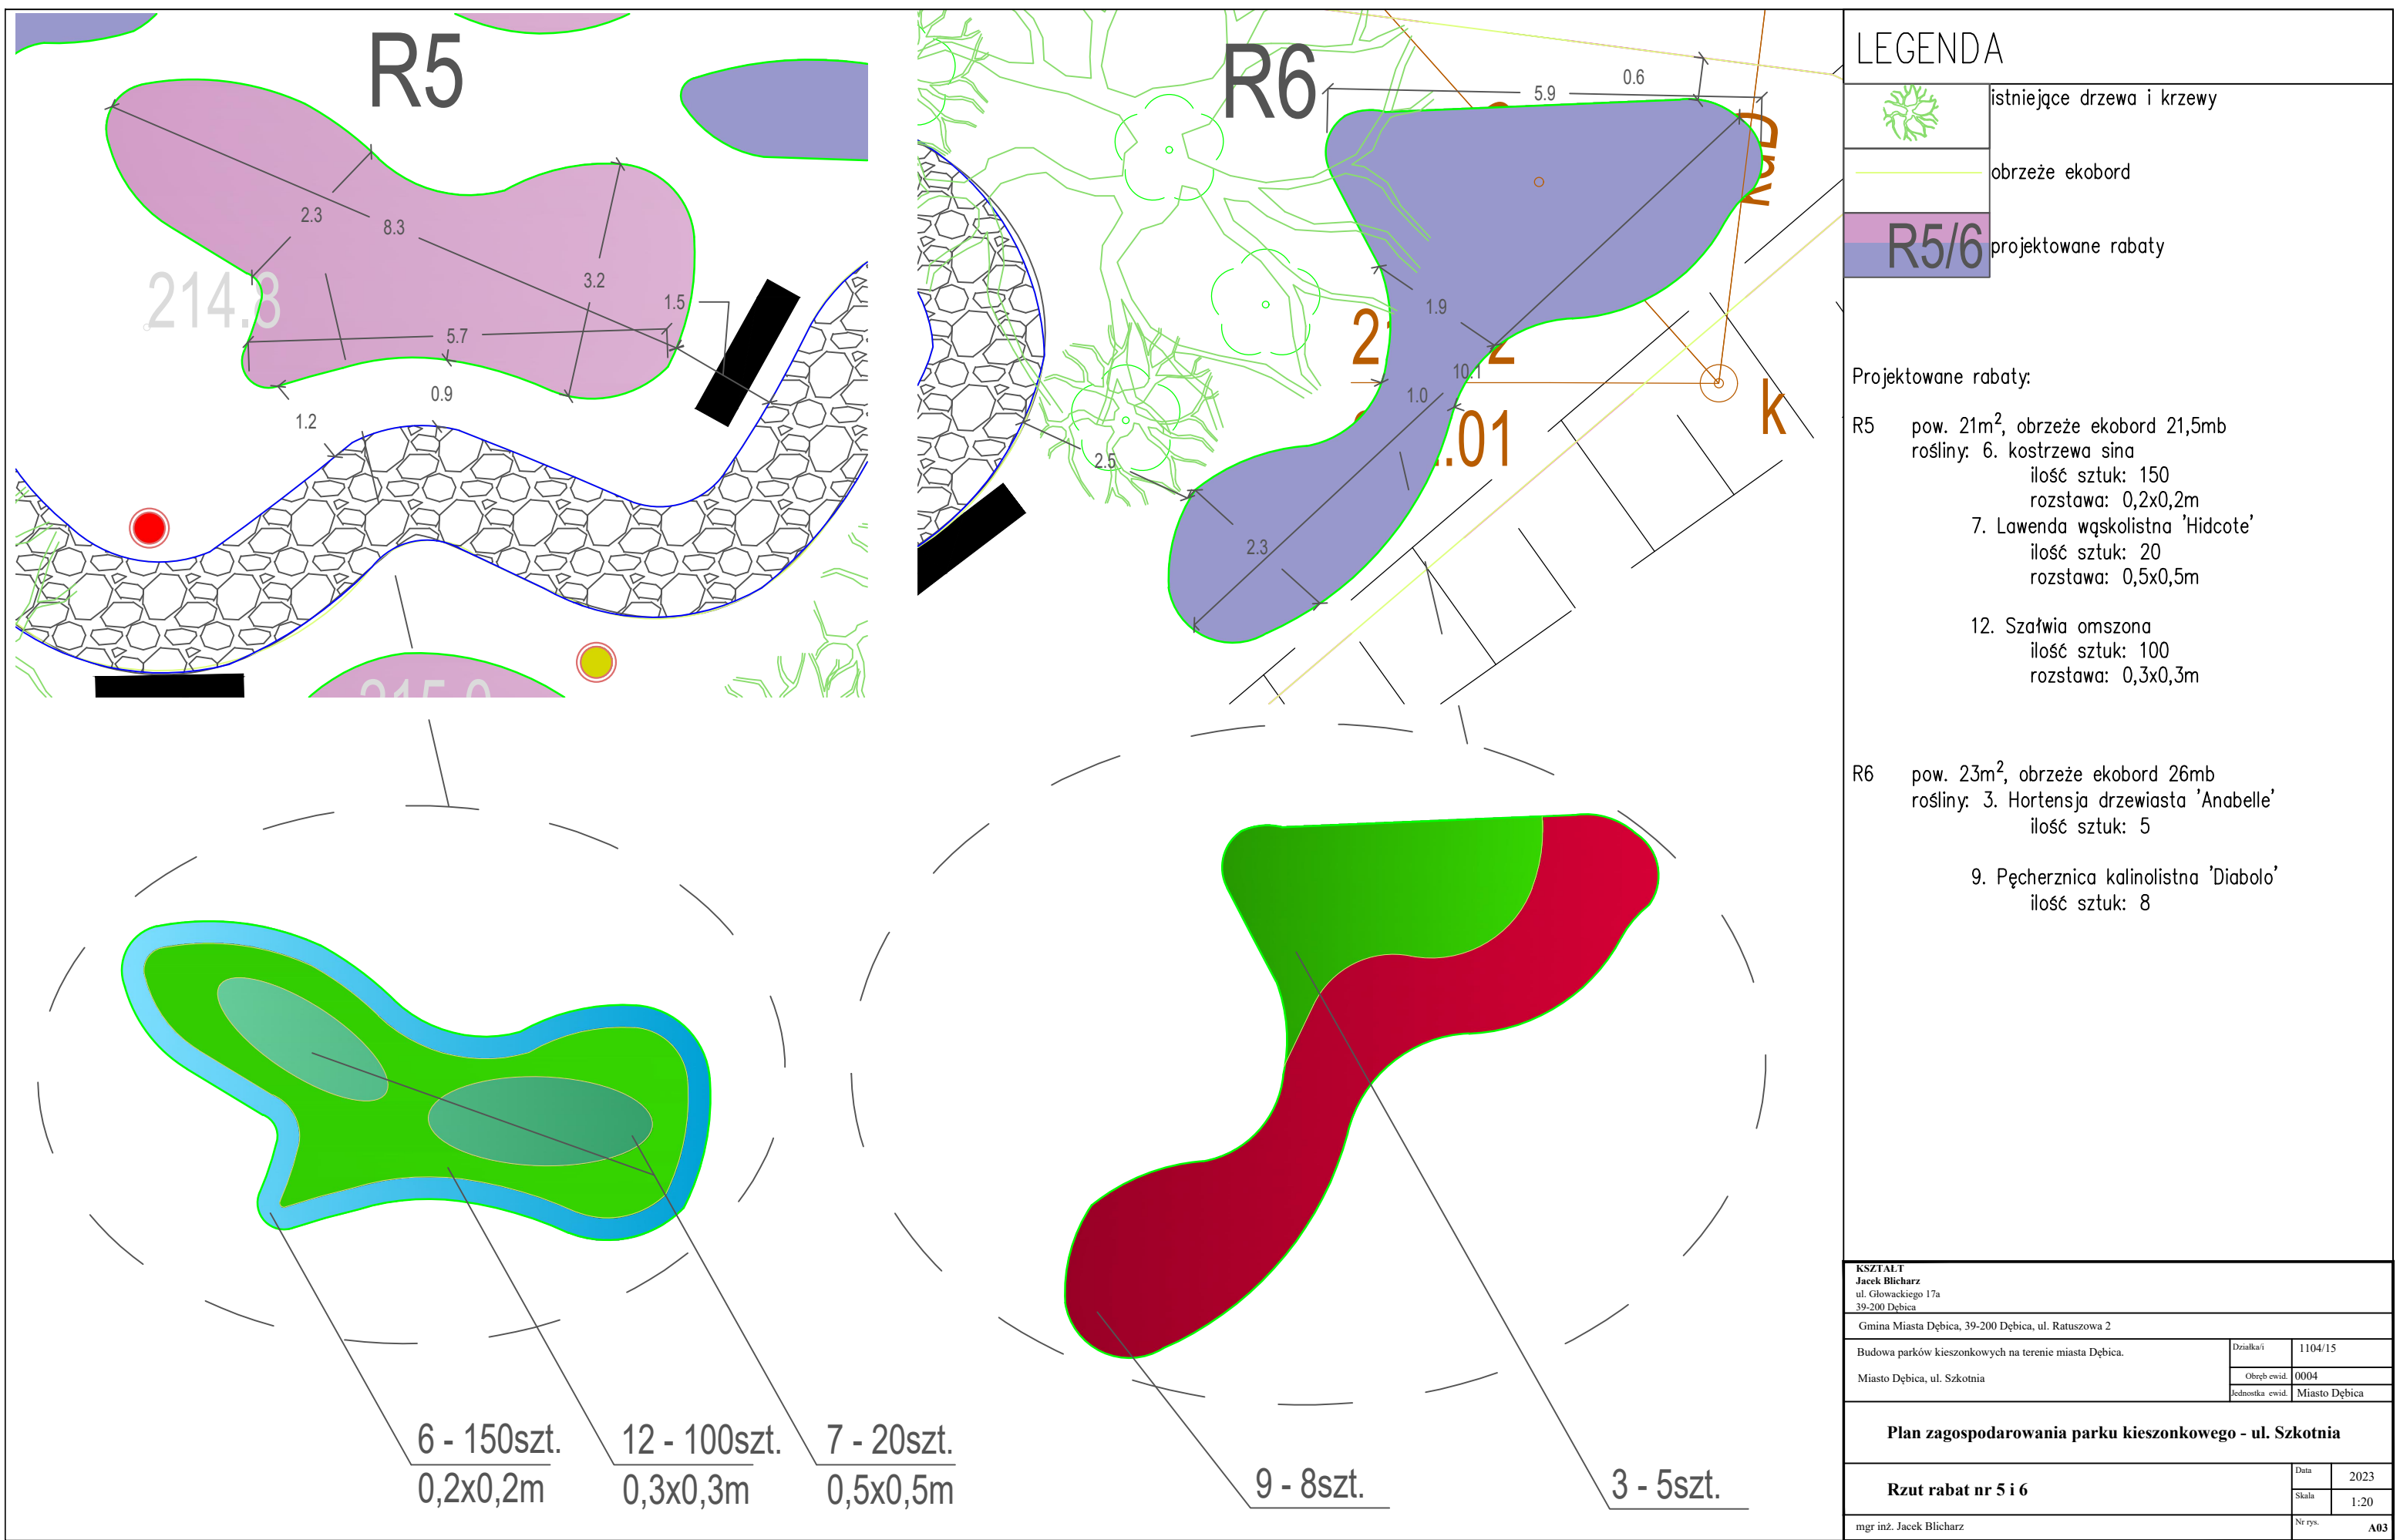 R5
2.3
8.3
214.3
3.2
1.5
5.7
0.9
1.2
R6
0.6
5.9
1.9
10.1
1.0
k
.01
2.5
2.3
LEGENDA
istniejące drzewa i krzewy
obrzeże ekobord
R5/6 projektowane rabaty
Projektowane rabaty:
R5 pow. 21m², obrzeże ekobord 21,5mb
rośliny: 6. kostrzewa sina
ilość sztuk: 150
rozstawa: 0,2x0,2m
7. Lawenda wąskolistna 'Hidcote'
ilość sztuk: 20
rozstawa: 0,5x0,5m
12. Szałwia omszona
ilość sztuk: 100
rozstawa: 0,3x0,3m
R6 pow. 23m², obrzeże ekobord 26mb
rośliny: 3. Hortensja drzewiasta 'Anabelle'
ilość sztuk: 5
9. Pęcherznica kalinolistna 'Diabolo'
ilość sztuk: 8
6 - 150szt.
0,2x0,2m
12 - 100szt.
0,3x0,3m
7 - 20szt.
0,5x0,5m
9 - 8szt.
3 - 5szt.
KSZTAŁT
Jacek Blicharz
ul. Głowackiego 17a
39-200 Dębica
Gmina Miasta Dębica, 39-200 Dębica, ul. Ratuszowa 2
Budowa parków kieszonkowych na terenie miasta Dębica.
Miasto Dębica, ul. Szkotnia
Działka/i 1104/15
Obręb ewid. 0004
Jednostka ewid. Miasto Dębica
Plan zagospodarowania parku kieszonkowego - ul. Szkotnia
Rzut rabat nr 5 i 6
Data 2023
Skala 1:20
mgr inż. Jacek Blicharz
Nr rys. A03